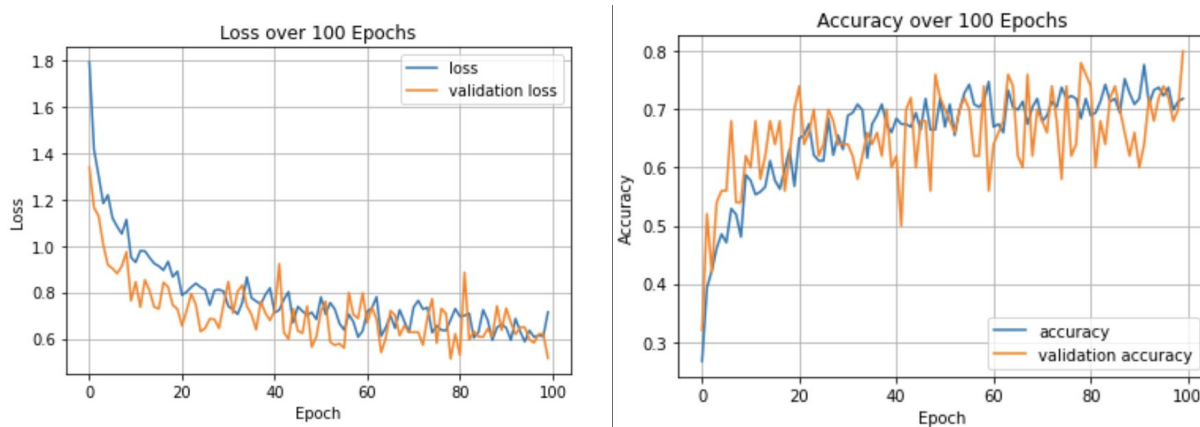 Loss over 100 Epochs
loss
validation loss
Loss
1.8
1.6
1.4
1.2
1.0
0.8
0.6
0
20
40
60
80
100
Epoch
Accuracy over 100 Epochs
Accuracy
0.8
0.7
0.6
0.5
0.4
0.3
accuracy
validation accuracy
0
20
40
60
80
100
Epoch